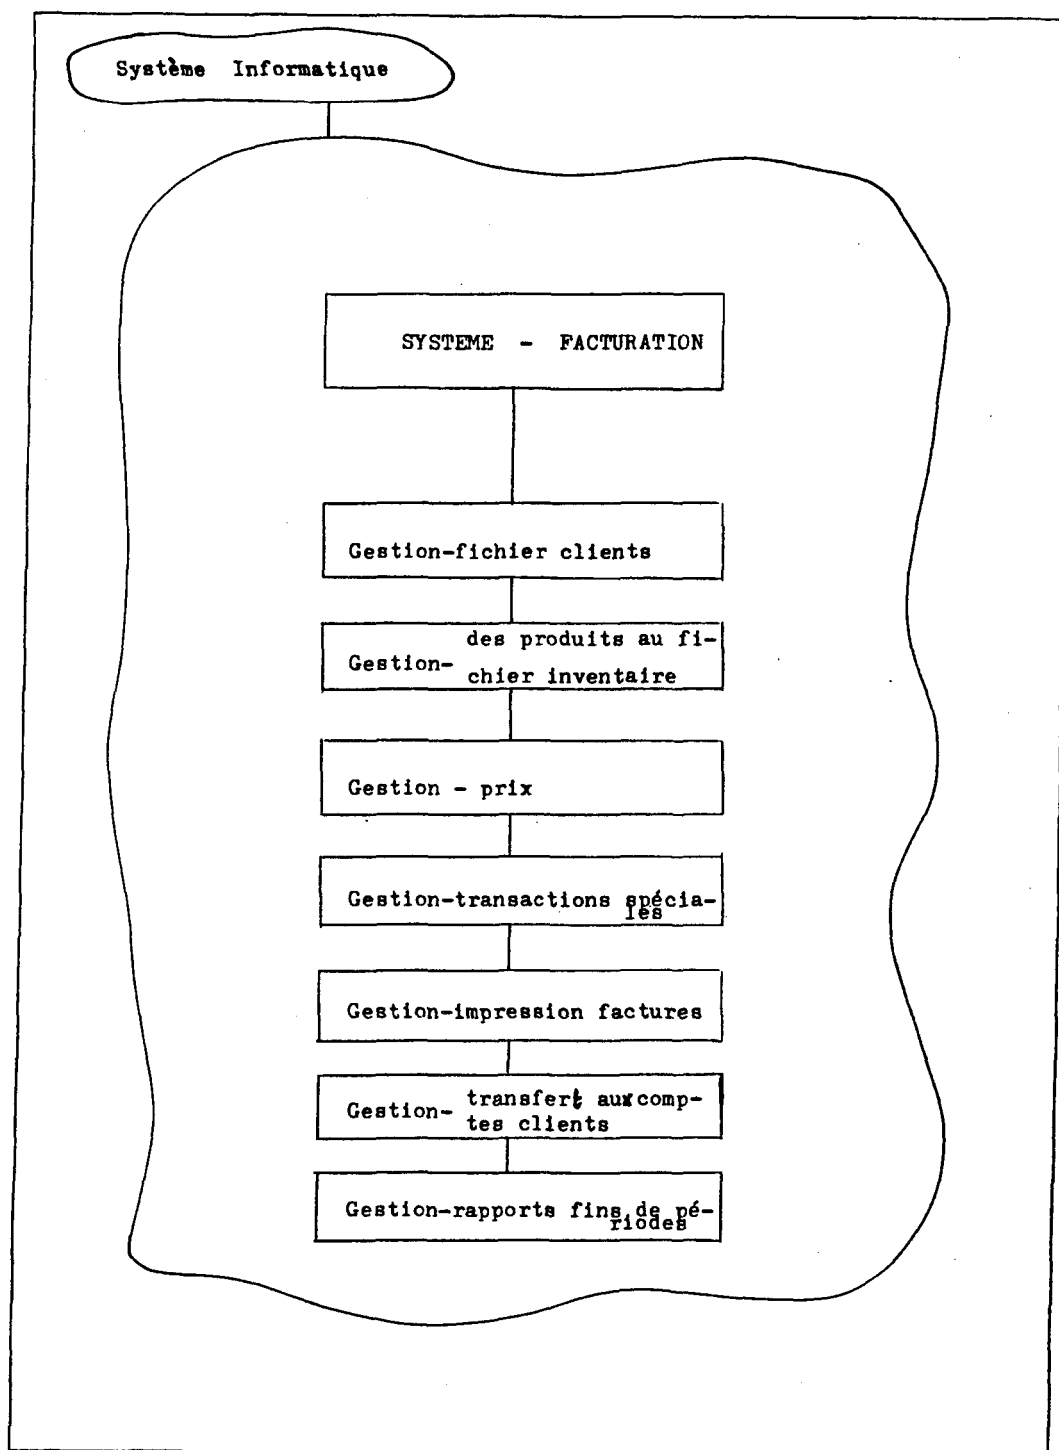 Système Informatique
SYSTEME - FACTURATION
Gestion-fichier clients
des produits au fi-
Gestion-
chier inventaire
Gestion - prix
Gestion-transactions spécia-
les
Gestion-impression factures
transfert aux comp-
Gestion-
tes clients
Gestion-rapports fins de pé-
riodes